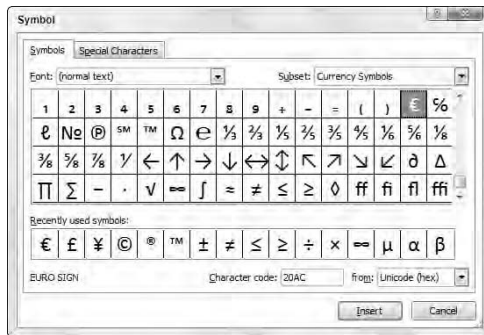 Symbol
Symbols Special Characters
Font: (normal text) Subset: Currency Symbols
1 2 3 4 5 6 7 8 9 + − = ( ) € ℅
ℓ № ℗ ℠ ™ Ω ℮ ⅓ ⅔ ⅕ ⅖ ⅗ ⅘ ⅙ ⅚ ⅛
⅜ ⅝ ⅞ ⅟ ← ↑ → ↓ ↔ ↕ ↖ ↗ ↘ ↙ ∂ ∆
∏ ∑ − ∙ √ ∞ ∫ ≈ ≠ ≤ ≥ ◊ ff fi fl ffi
Recently used symbols:
€ £ ¥ © ® ™ ± ≠ ≤ ≥ ÷ × ∞ µ α β
EURO SIGN Character code: 20AC from: Unicode (hex)
Insert Cancel